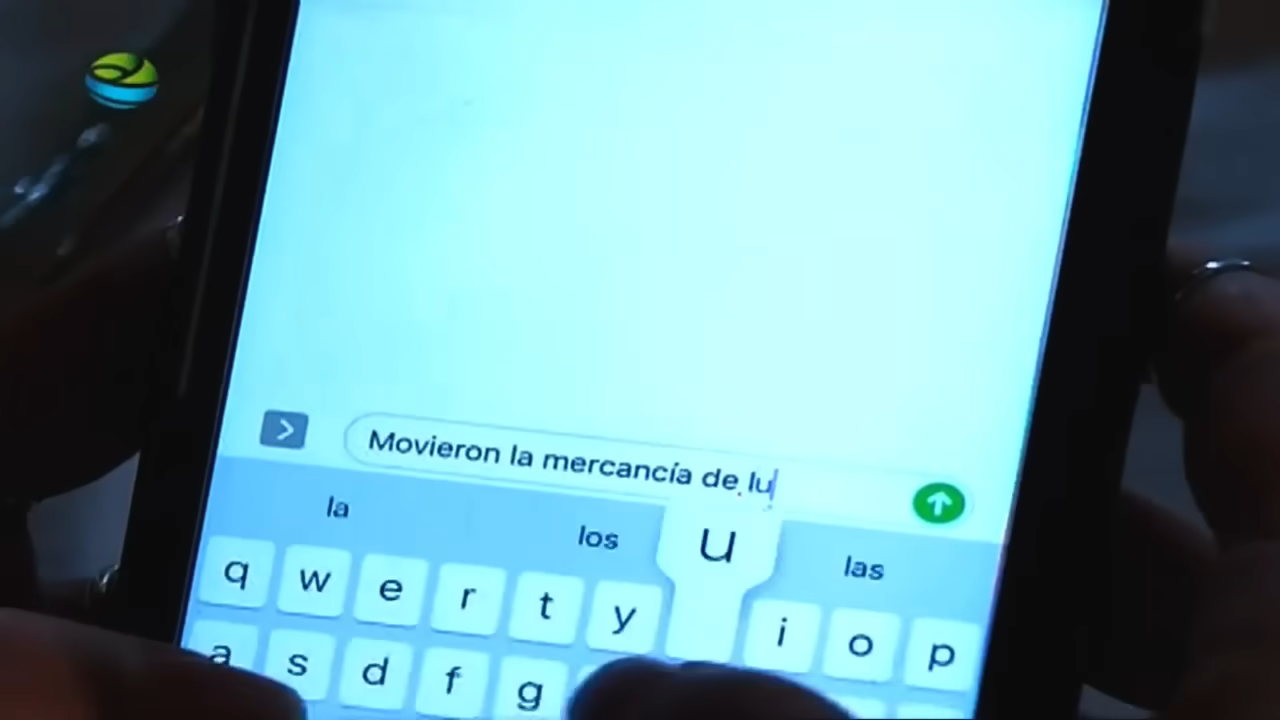 Movieron la mercancía de lu
la los las
u
q w e r t y i o p
a s d f g